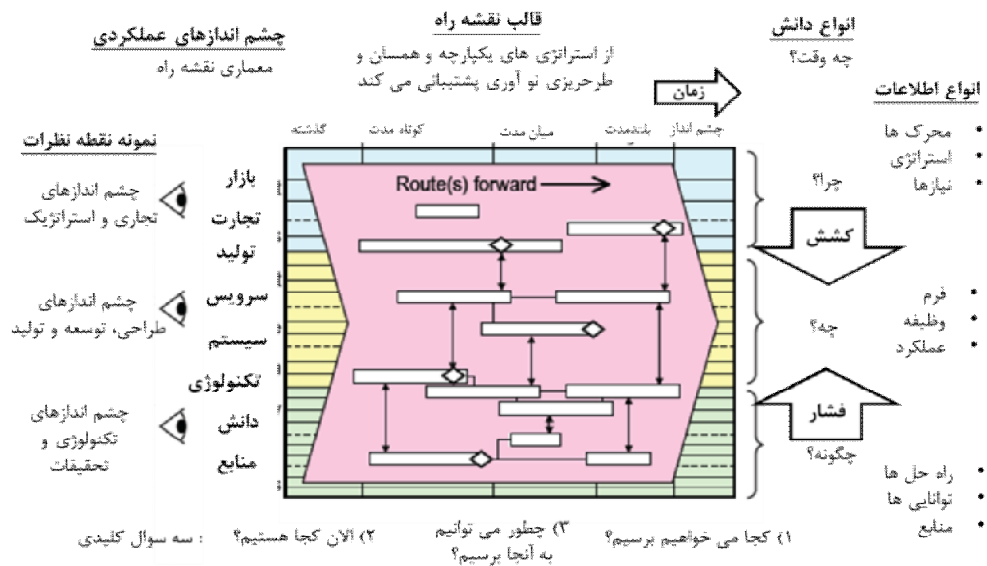 قالب نقشه راه
از استراتژی های یکپارچه و همسان و
طرحریزی نو آوری پشتیبانی می کند
انواع دانش
چه وقت؟
چشم اندازهای عملکردی
معماری نقشه راه
زمان
انواع اطلاعات
محرک ها
استراتژی
نیازها
چشم انداز
بلندمدت
میان مدت
کوتاه مدت
گذشته
نمونه نقطه نظرات
چشم اندازهای
تجاری و استراتژیک
چشم اندازهای
طراحی، توسعه و تولید
چشم اندازهای
تکنولوژی و
تحقیقات
بازار
تجارت
تولید
سرویس
سیستم
تکنولوژی
دانش
منابع
Route(s) forward
چرا؟
کشش
چه؟
فرم
وظیفه
عملکرد
فشار
چگونه؟
راه حل ها
توانایی ها
منابع
سه سوال کلیدی :
۱) کجا می خواهیم برسیم؟
۲) الان کجا هستیم؟
۳) چطور می توانیم
به آنجا برسیم؟